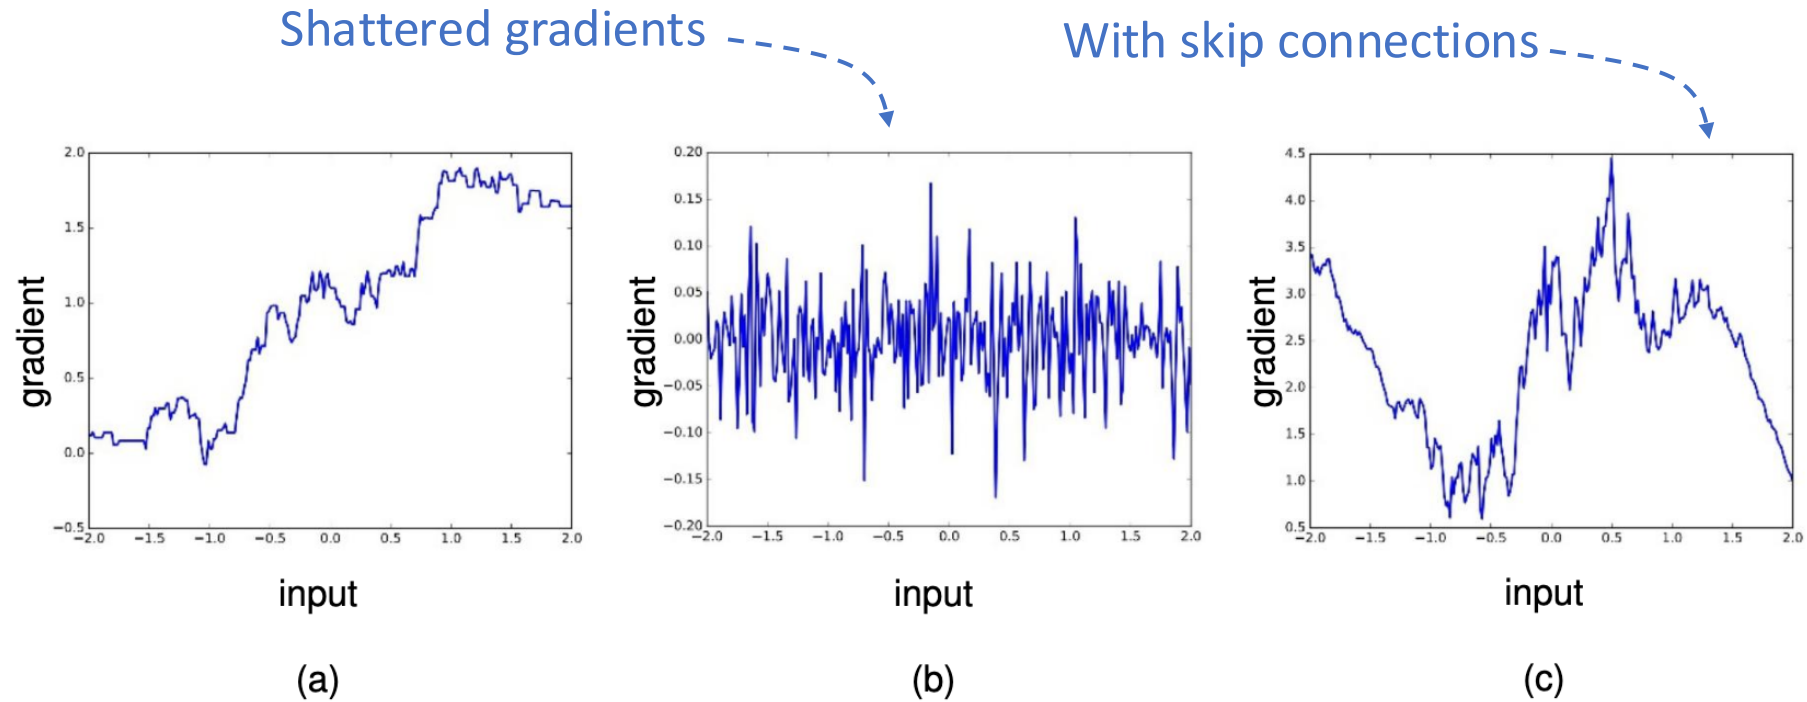 Shattered gradients
With skip connections
2.0
1.5
1.0
0.5
0.0
−0.5
−2.0 −1.5 −1.0 −0.5 0.0 0.5 1.0 1.5 2.0
gradient
input
(a)
0.20
0.15
0.10
0.05
0.00
−0.05
−0.10
−0.15
−0.20
−2.0 −1.5 −1.0 −0.5 0.0 0.5 1.0 1.5 2.0
gradient
input
(b)
4.5
4.0
3.5
3.0
2.5
2.0
1.5
1.0
0.5
−2.0 −1.5 −1.0 −0.5 0.0 0.5 1.0 1.5 2.0
gradient
input
(c)